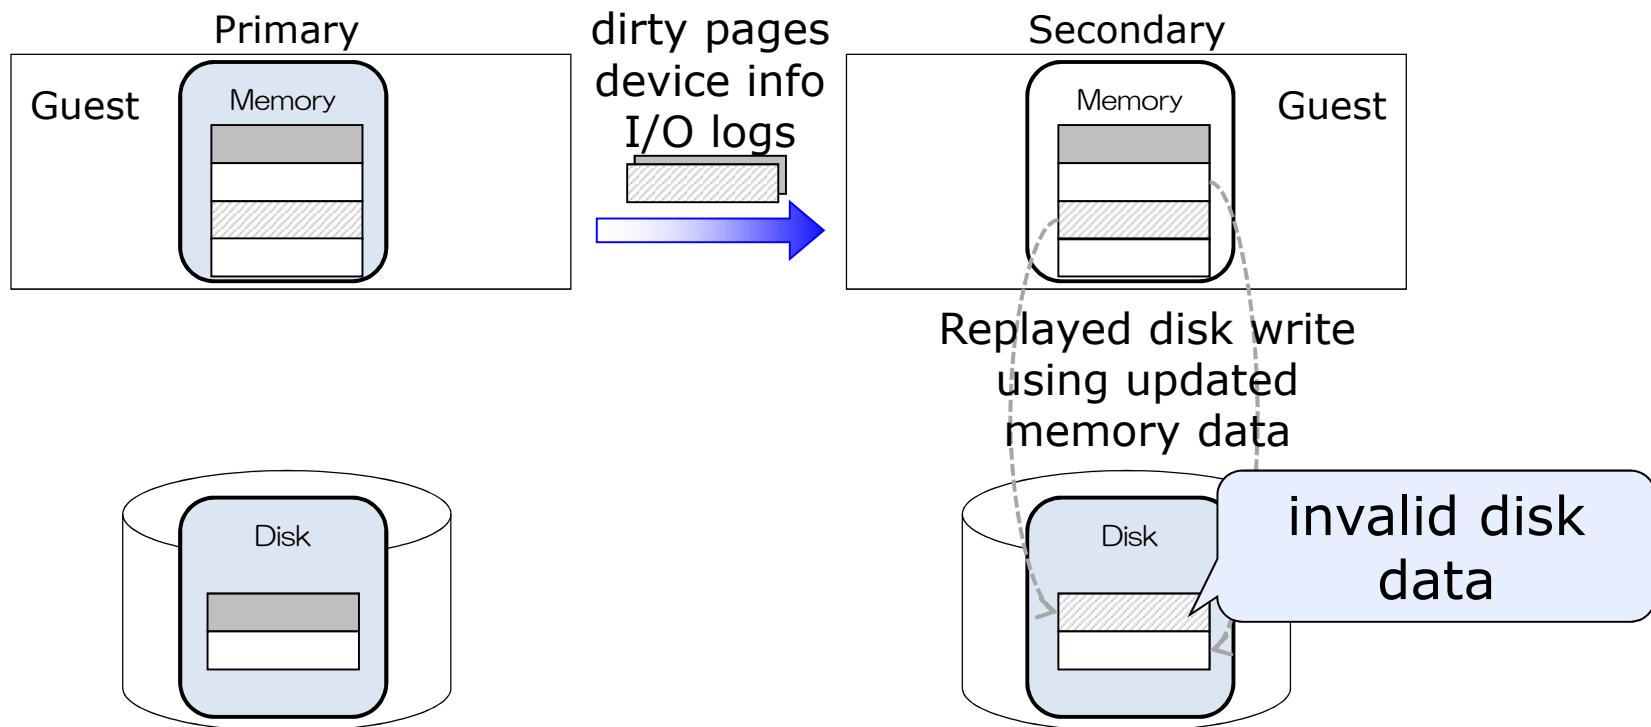 Primary
dirty pages
device info
I/O logs
Secondary
Guest
Memory
Memory
Guest
Replayed disk write
using updated
memory data
Disk
Disk
invalid disk
data